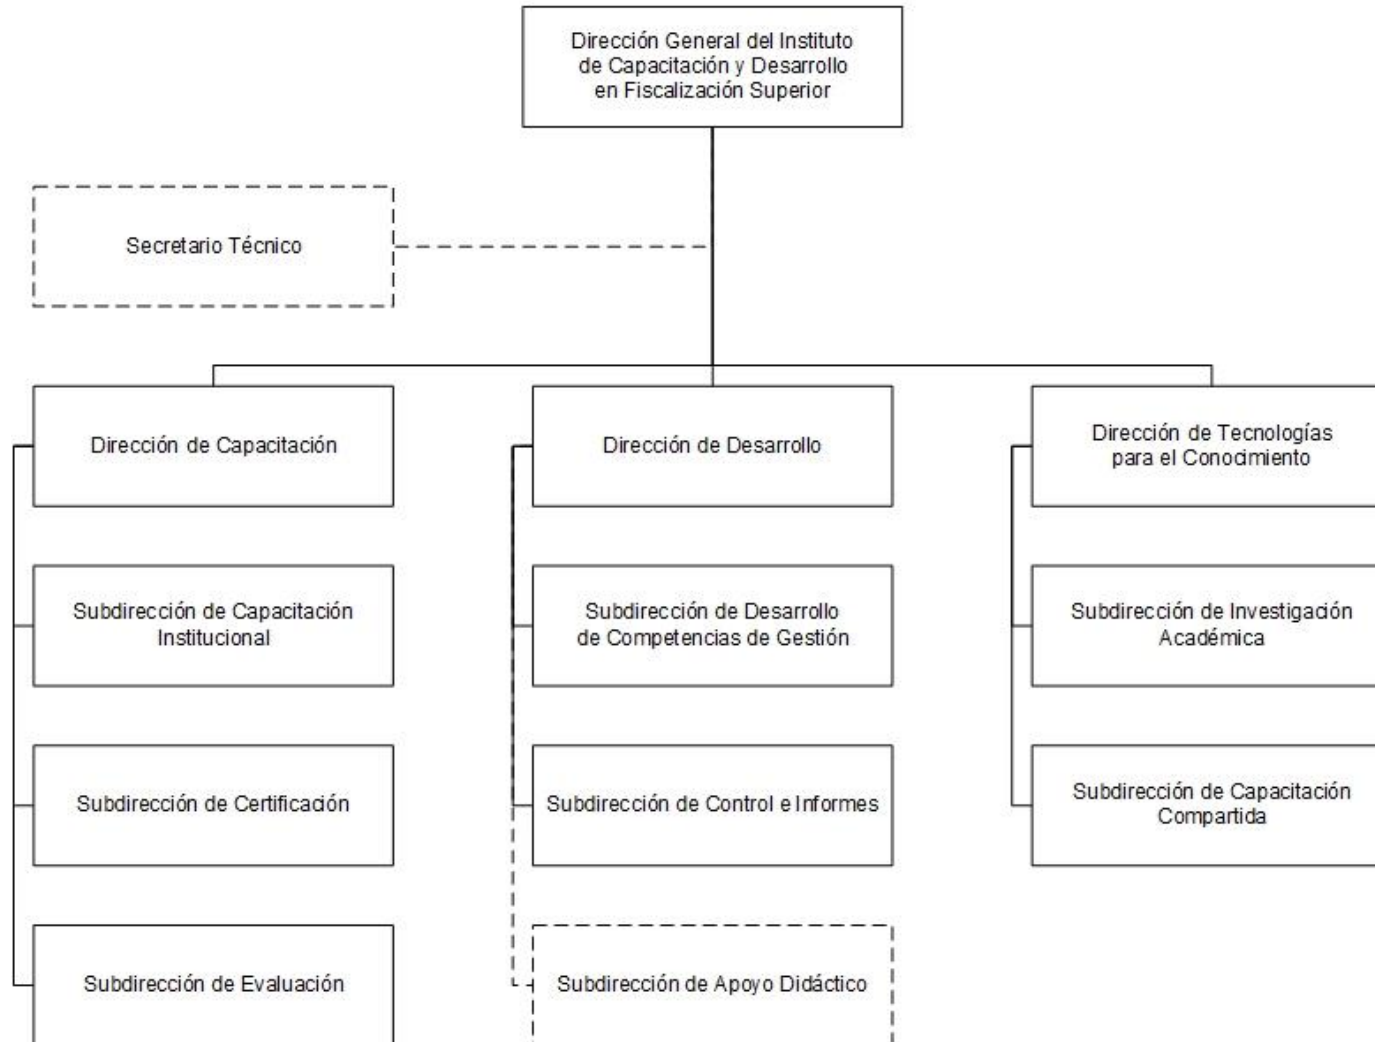 Dirección General del Instituto
de Capacitación y Desarrollo
en Fiscalización Superior
Secretario Técnico
Dirección de Capacitación
Dirección de Desarrollo
Dirección de Tecnologías
para el Conocimiento
Subdirección de Capacitación
Institucional
Subdirección de Desarrollo
de Competencias de Gestión
Subdirección de Investigación
Académica
Subdirección de Certificación
Subdirección de Control e Informes
Subdirección de Capacitación
Compartida
Subdirección de Evaluación
Subdirección de Apoyo Didáctico